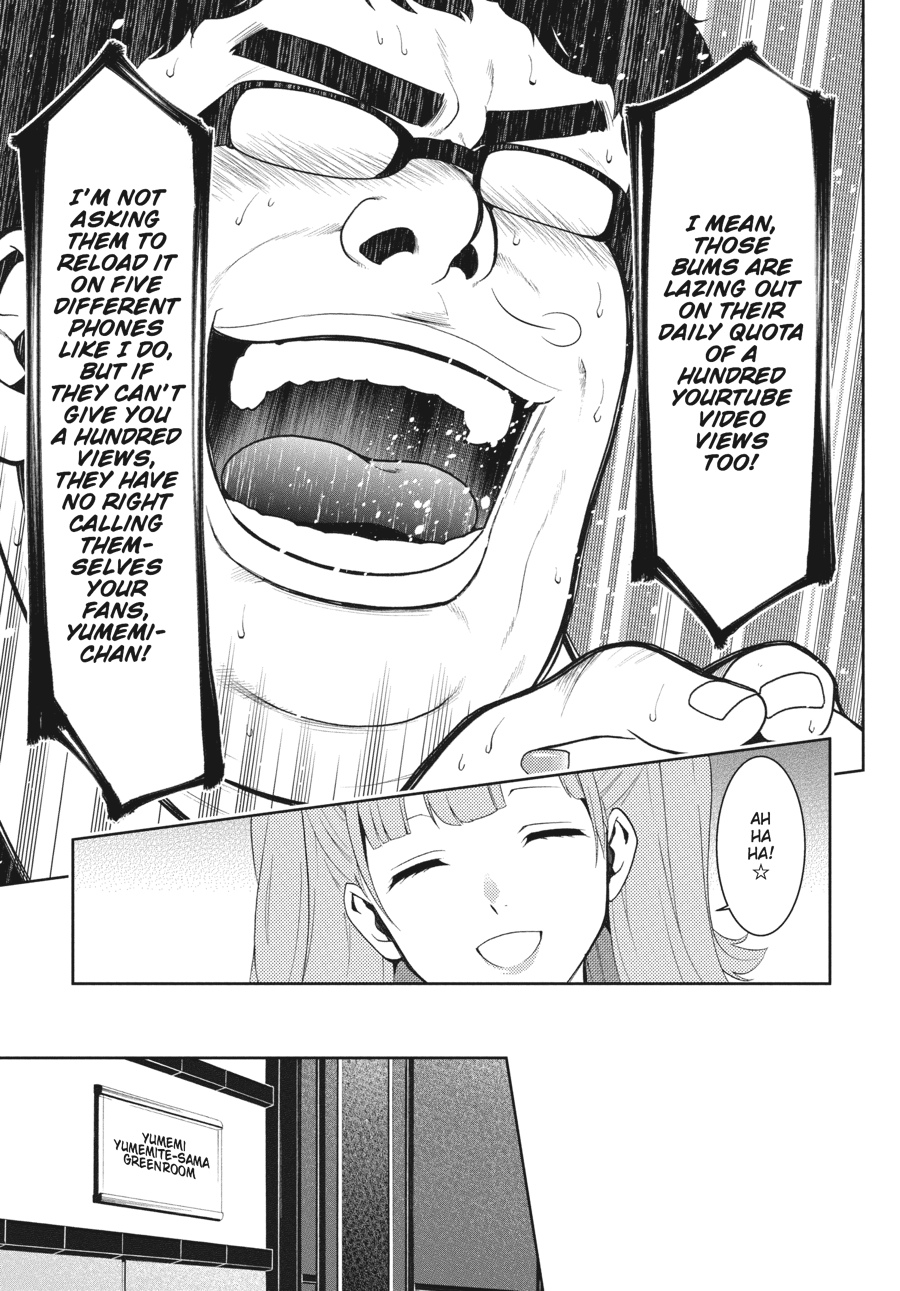 I MEAN,
THOSE
BUMS ARE
LAZING OUT
ON THEIR
DAILY QUOTA
OF A
HUNDRED
YOURTUBE
VIDEO
VIEWS
TOO!
I'M NOT
ASKING
THEM TO
RELOAD IT
ON FIVE
DIFFERENT
PHONES
LIKE I DO,
BUT IF
THEY CAN'T
GIVE YOU
A HUNDRED
VIEWS,
THEY HAVE
NO RIGHT
CALLING
THEM-
SELVES
YOUR
FANS,
YUMEMI-
CHAN!
AH
HA
HA!
☆
YUMEMI
YUMEMITE-SAMA
GREENROOM